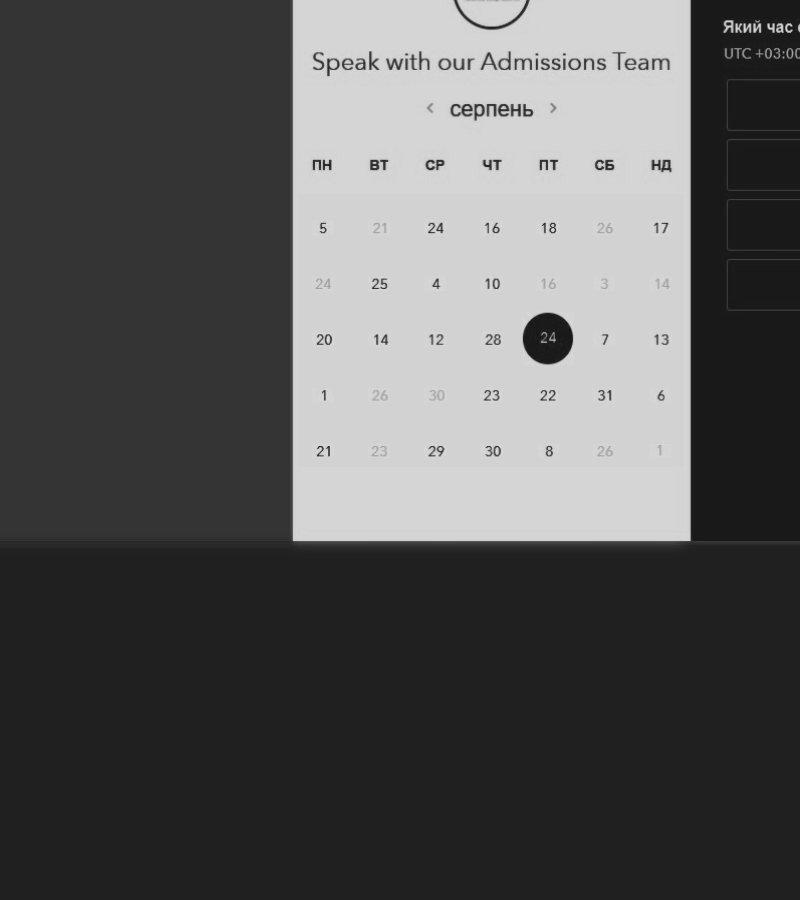 Speak with our Admissions Team
< серпень >
ПН ВТ СР ЧТ ПТ СБ НД
5 21 24 16 18 26 17
24 25 4 10 16 3 14
20 14 12 28 24 7 13
1 26 30 23 22 31 6
21 23 29 30 8 26 1
Який час
UTC +03:00